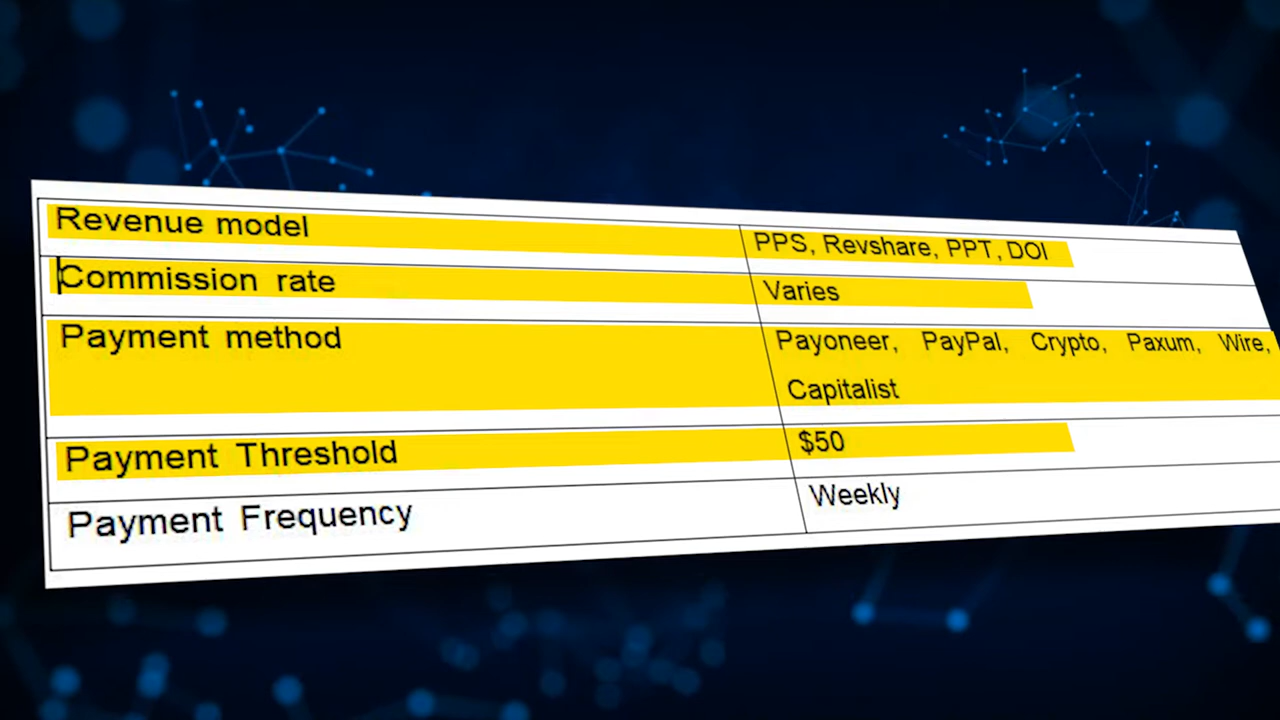 Revenue model
PPS, Revshare, PPT, DOI
Commission rate
Varies
Payment method
Payoneer, PayPal, Crypto, Paxum, Wire,
Capitalist
Payment Threshold
$50
Payment Frequency
Weekly